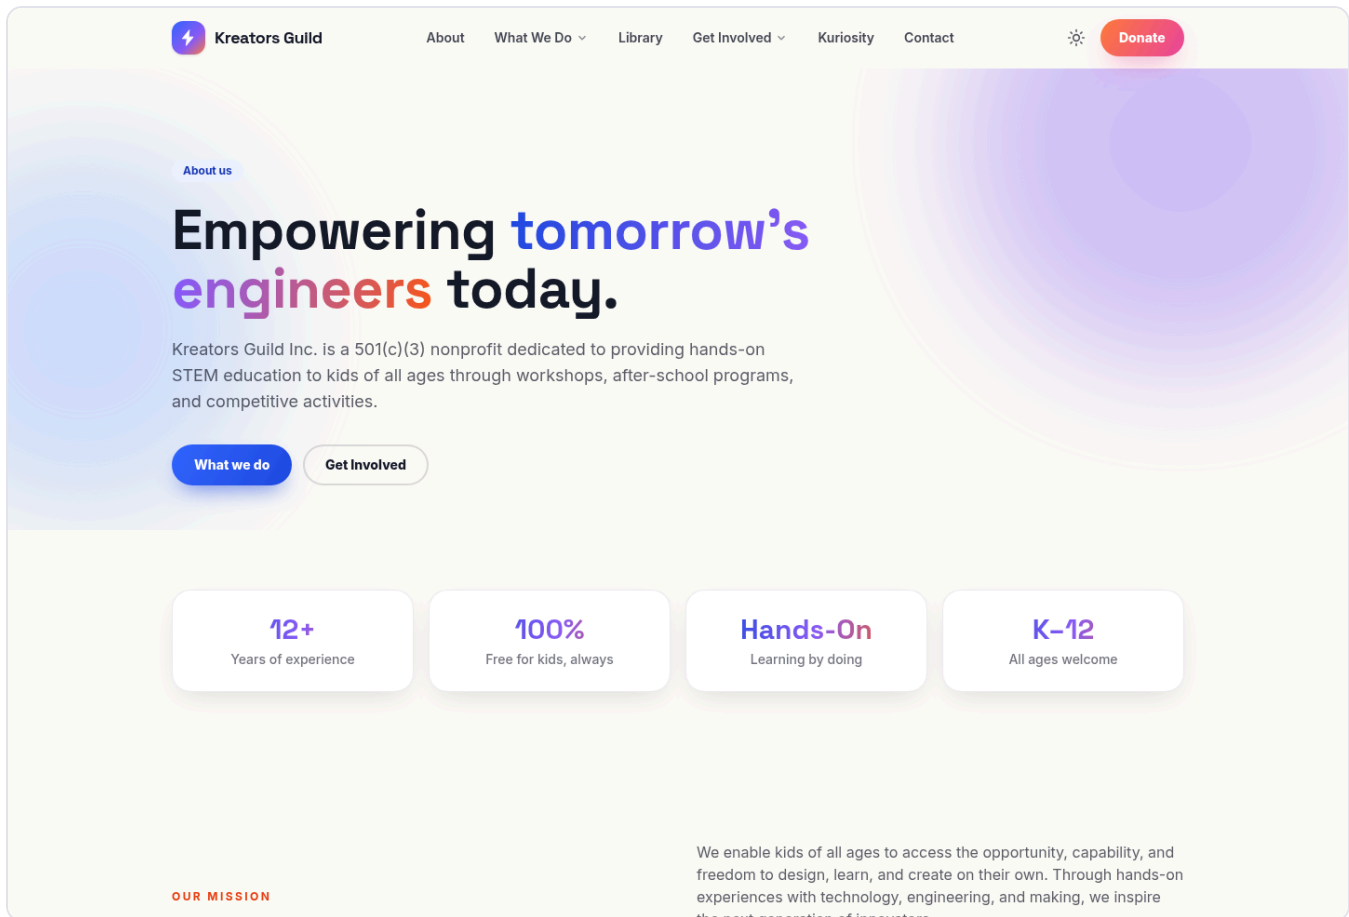 Kreators Guild
About
What We Do
Library
Get Involved
Kuriosity
Contact
Donate
About us
Empowering tomorrow's
engineers today.
Kreators Guild Inc. is a 501(c)(3) nonprofit dedicated to providing hands-on
STEM education to kids of all ages through workshops, after-school programs,
and competitive activities.
What we do
Get Involved
12+
Years of experience
100%
Free for kids, always
Hands-On
Learning by doing
K–12
All ages welcome
OUR MISSION
We enable kids of all ages to access the opportunity, capability, and
freedom to design, learn, and create on their own. Through hands-on
experiences with technology, engineering, and making, we inspire
the next generation of innovators.